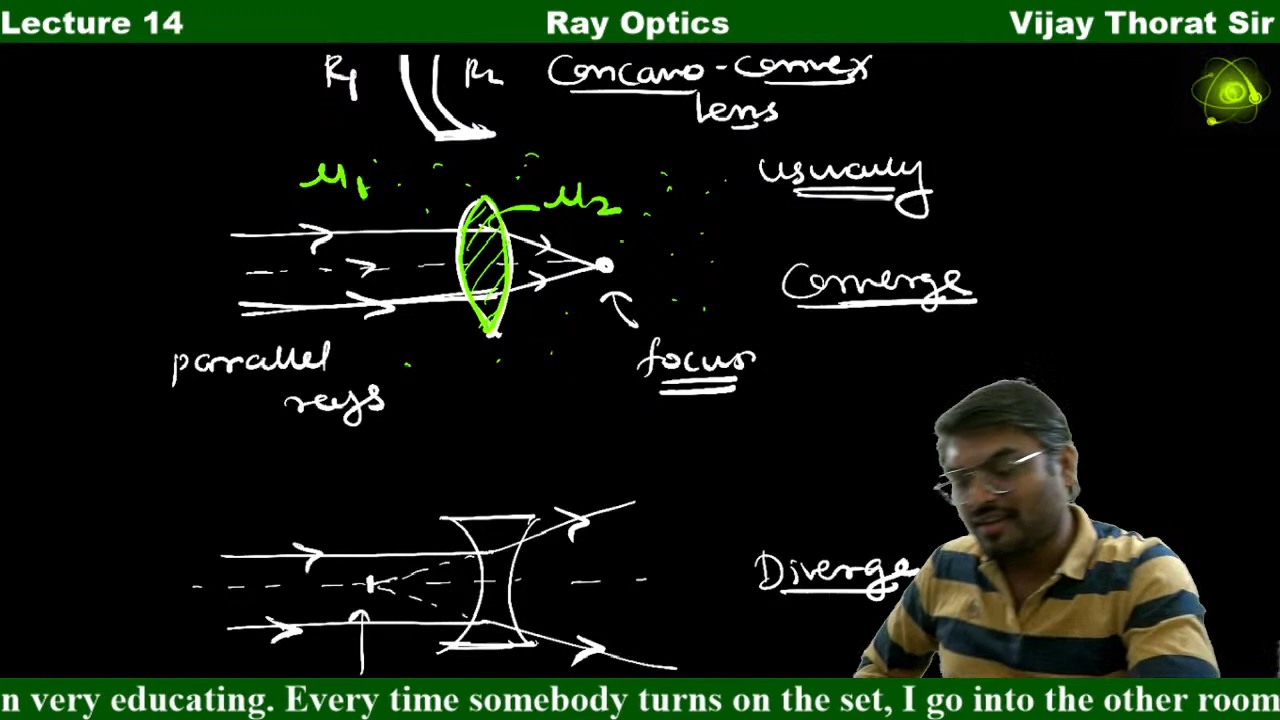 Lecture 14 Ray Optics Vijay Thorat Sir
R1 R2 Concavo-Convex
lens
μ1 μ2 usually
Converge
parallel focus
rays
Diverge
n very educating. Every time somebody turns on the set, I go into the other room